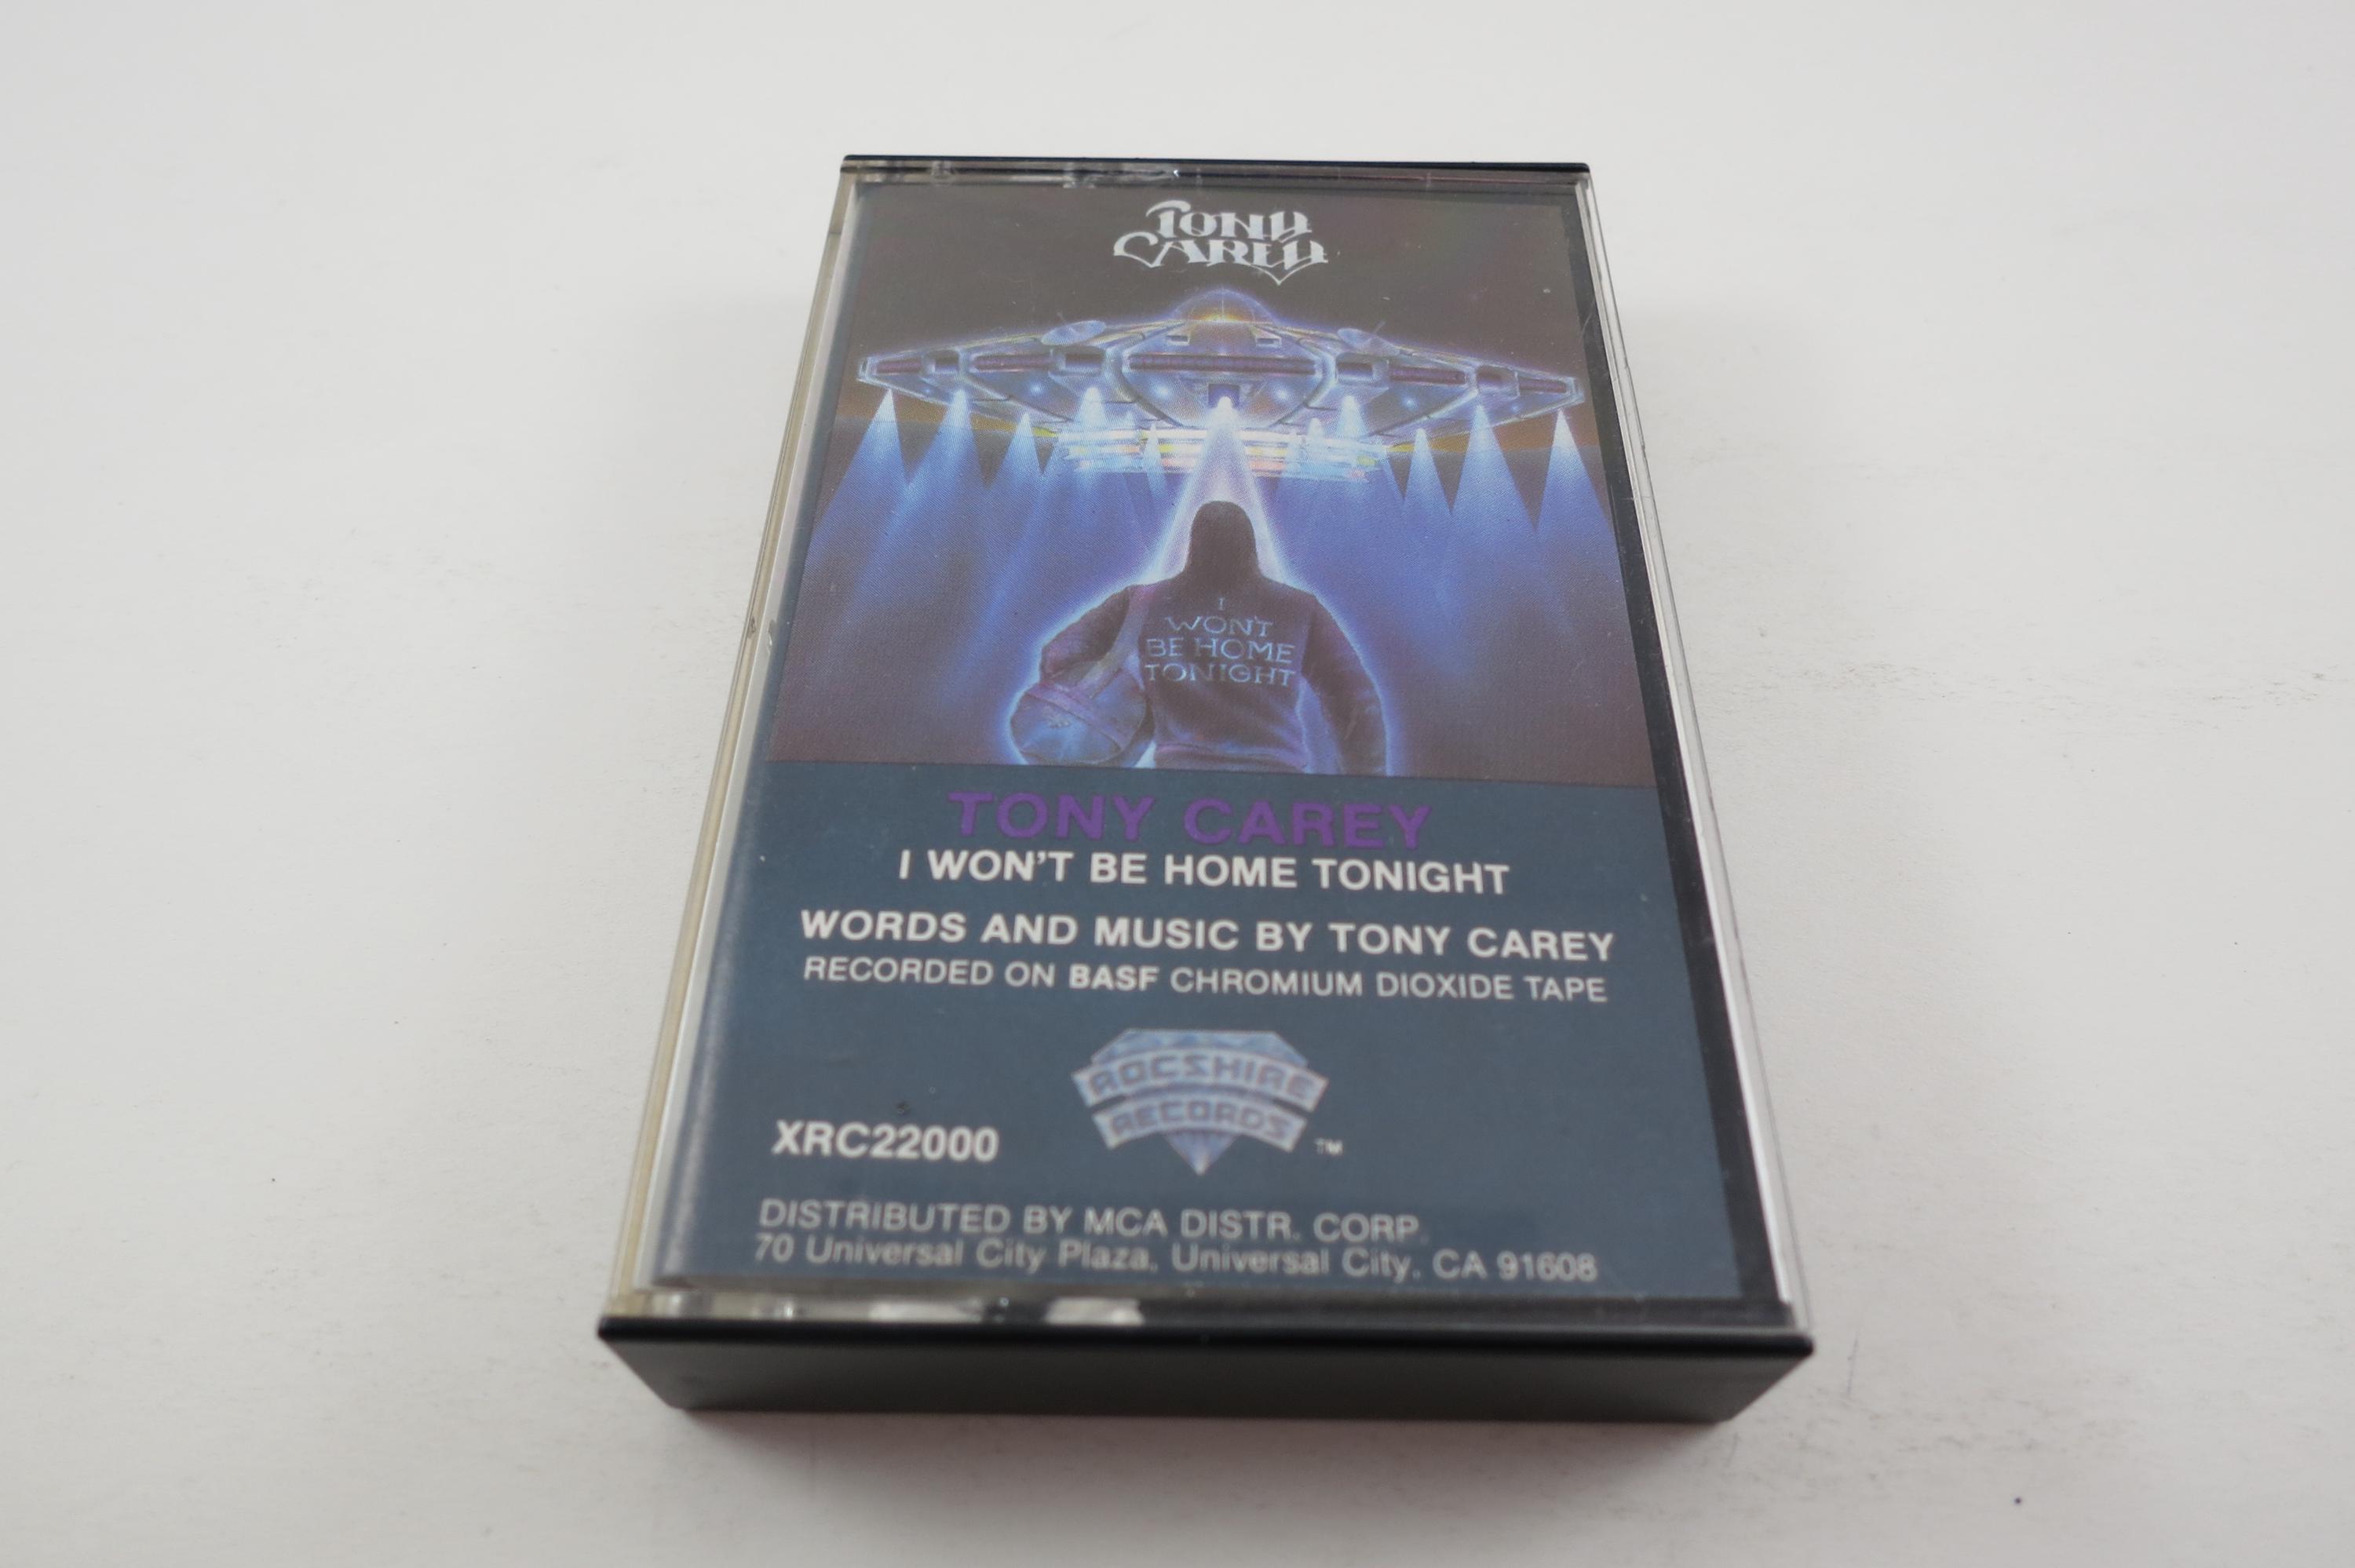 TONY
CAREY
I
WON'T
BE HOME
TONIGHT
TONY CAREY
I WON'T BE HOME TONIGHT
WORDS AND MUSIC BY TONY CAREY
RECORDED ON BASF CHROMIUM DIOXIDE TAPE
ROCSHIRE
RECORDS
TM
XRC22000
DISTRIBUTED BY MCA DISTR. CORP.
70 Universal City Plaza, Universal City, CA 91608